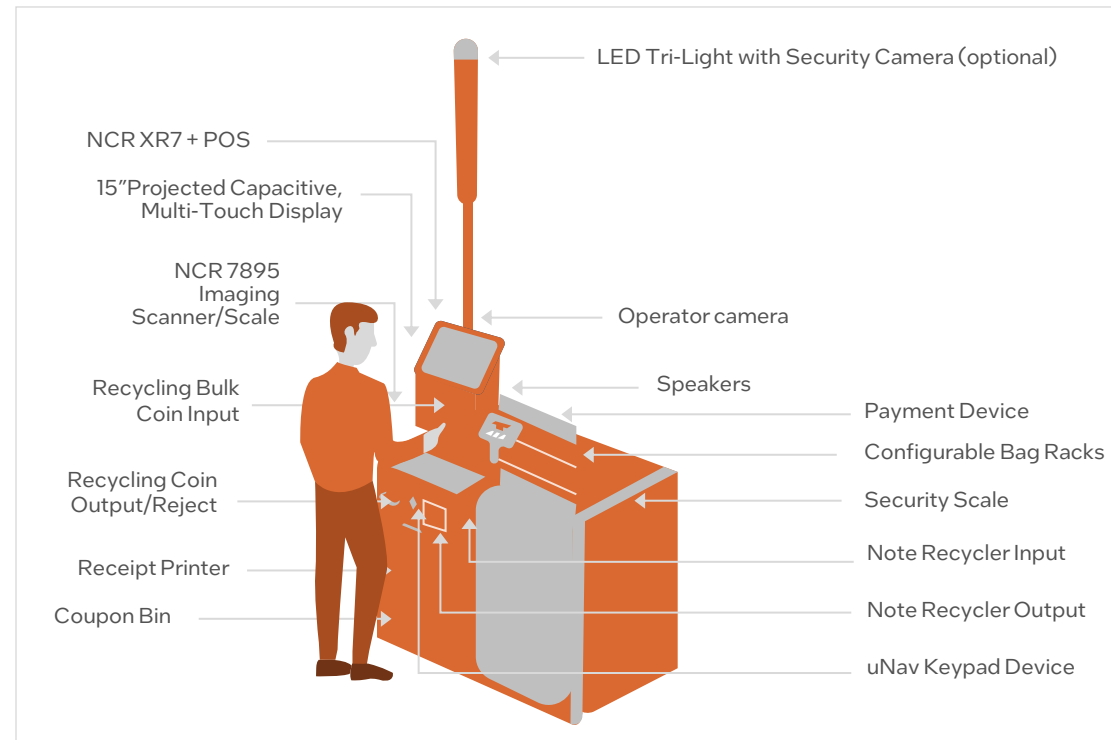 LED Tri-Light with Security Camera (optional)
NCR XR7 + POS
15”Projected Capacitive,
Multi-Touch Display
NCR 7895
Imaging
Scanner/Scale
Operator camera
Recycling Bulk
Coin Input
Speakers
Payment Device
Configurable Bag Racks
Recycling Coin
Output/Reject
Security Scale
Note Recycler Input
Receipt Printer
Note Recycler Output
Coupon Bin
uNav Keypad Device